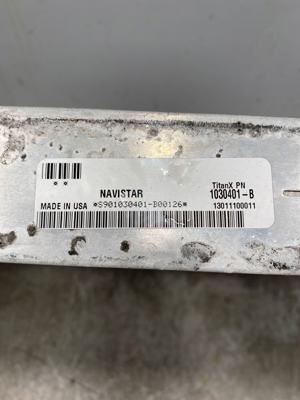 ** **
TitanX PN
NAVISTAR 1030401-B
MADE IN USA *S901030401-B00126* 13011100011